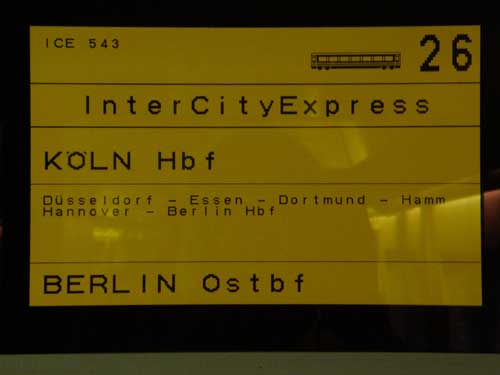 ICE 543
26
InterCityExpress
KÖLN Hbf
Düsseldorf - Essen - Dortmund - Hamm
Hannover - Berlin Hbf
BERLIN Ostbf